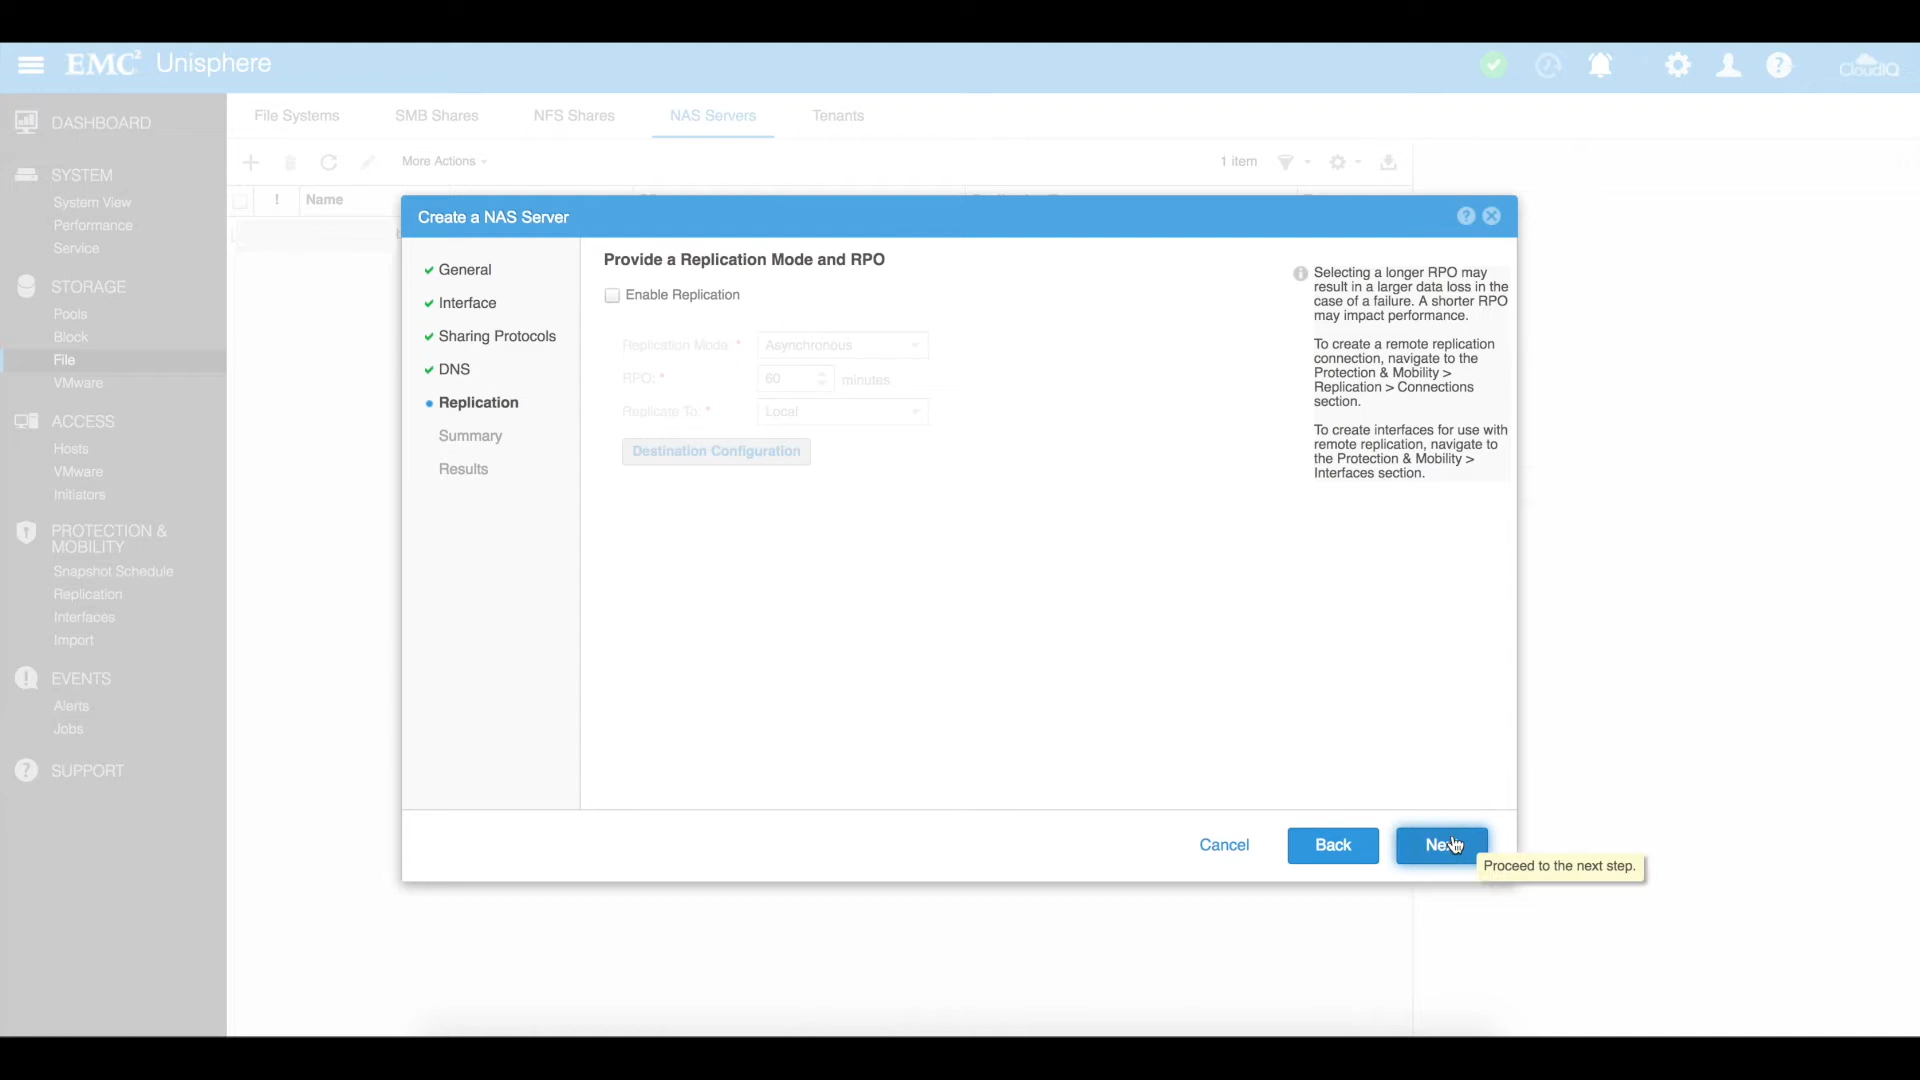 EMC² Unisphere
CloudIQ
DASHBOARD
SYSTEM
System View
Performance
Service
STORAGE
Pools
Block
File
VMware
ACCESS
Hosts
VMware
Initiators
PROTECTION &
MOBILITY
Snapshot Schedule
Replication
Interfaces
Import
EVENTS
Alerts
Jobs
SUPPORT
File Systems SMB Shares NFS Shares NAS Servers Tenants
More Actions 1 item
! Name
Create a NAS Server
General
Interface
Sharing Protocols
DNS
Replication
Summary
Results
Provide a Replication Mode and RPO
Enable Replication
Replication Mode: * Asynchronous
RPO: * 60 minutes
Replicate To: * Local
Destination Configuration
Selecting a longer RPO may
result in a larger data loss in the
case of a failure. A shorter RPO
may impact performance.
To create a remote replication
connection, navigate to the
Protection & Mobility >
Replication > Connections
section.
To create interfaces for use with
remote replication, navigate to
the Protection & Mobility >
Interfaces section.
Cancel Back
Proceed to the next step.